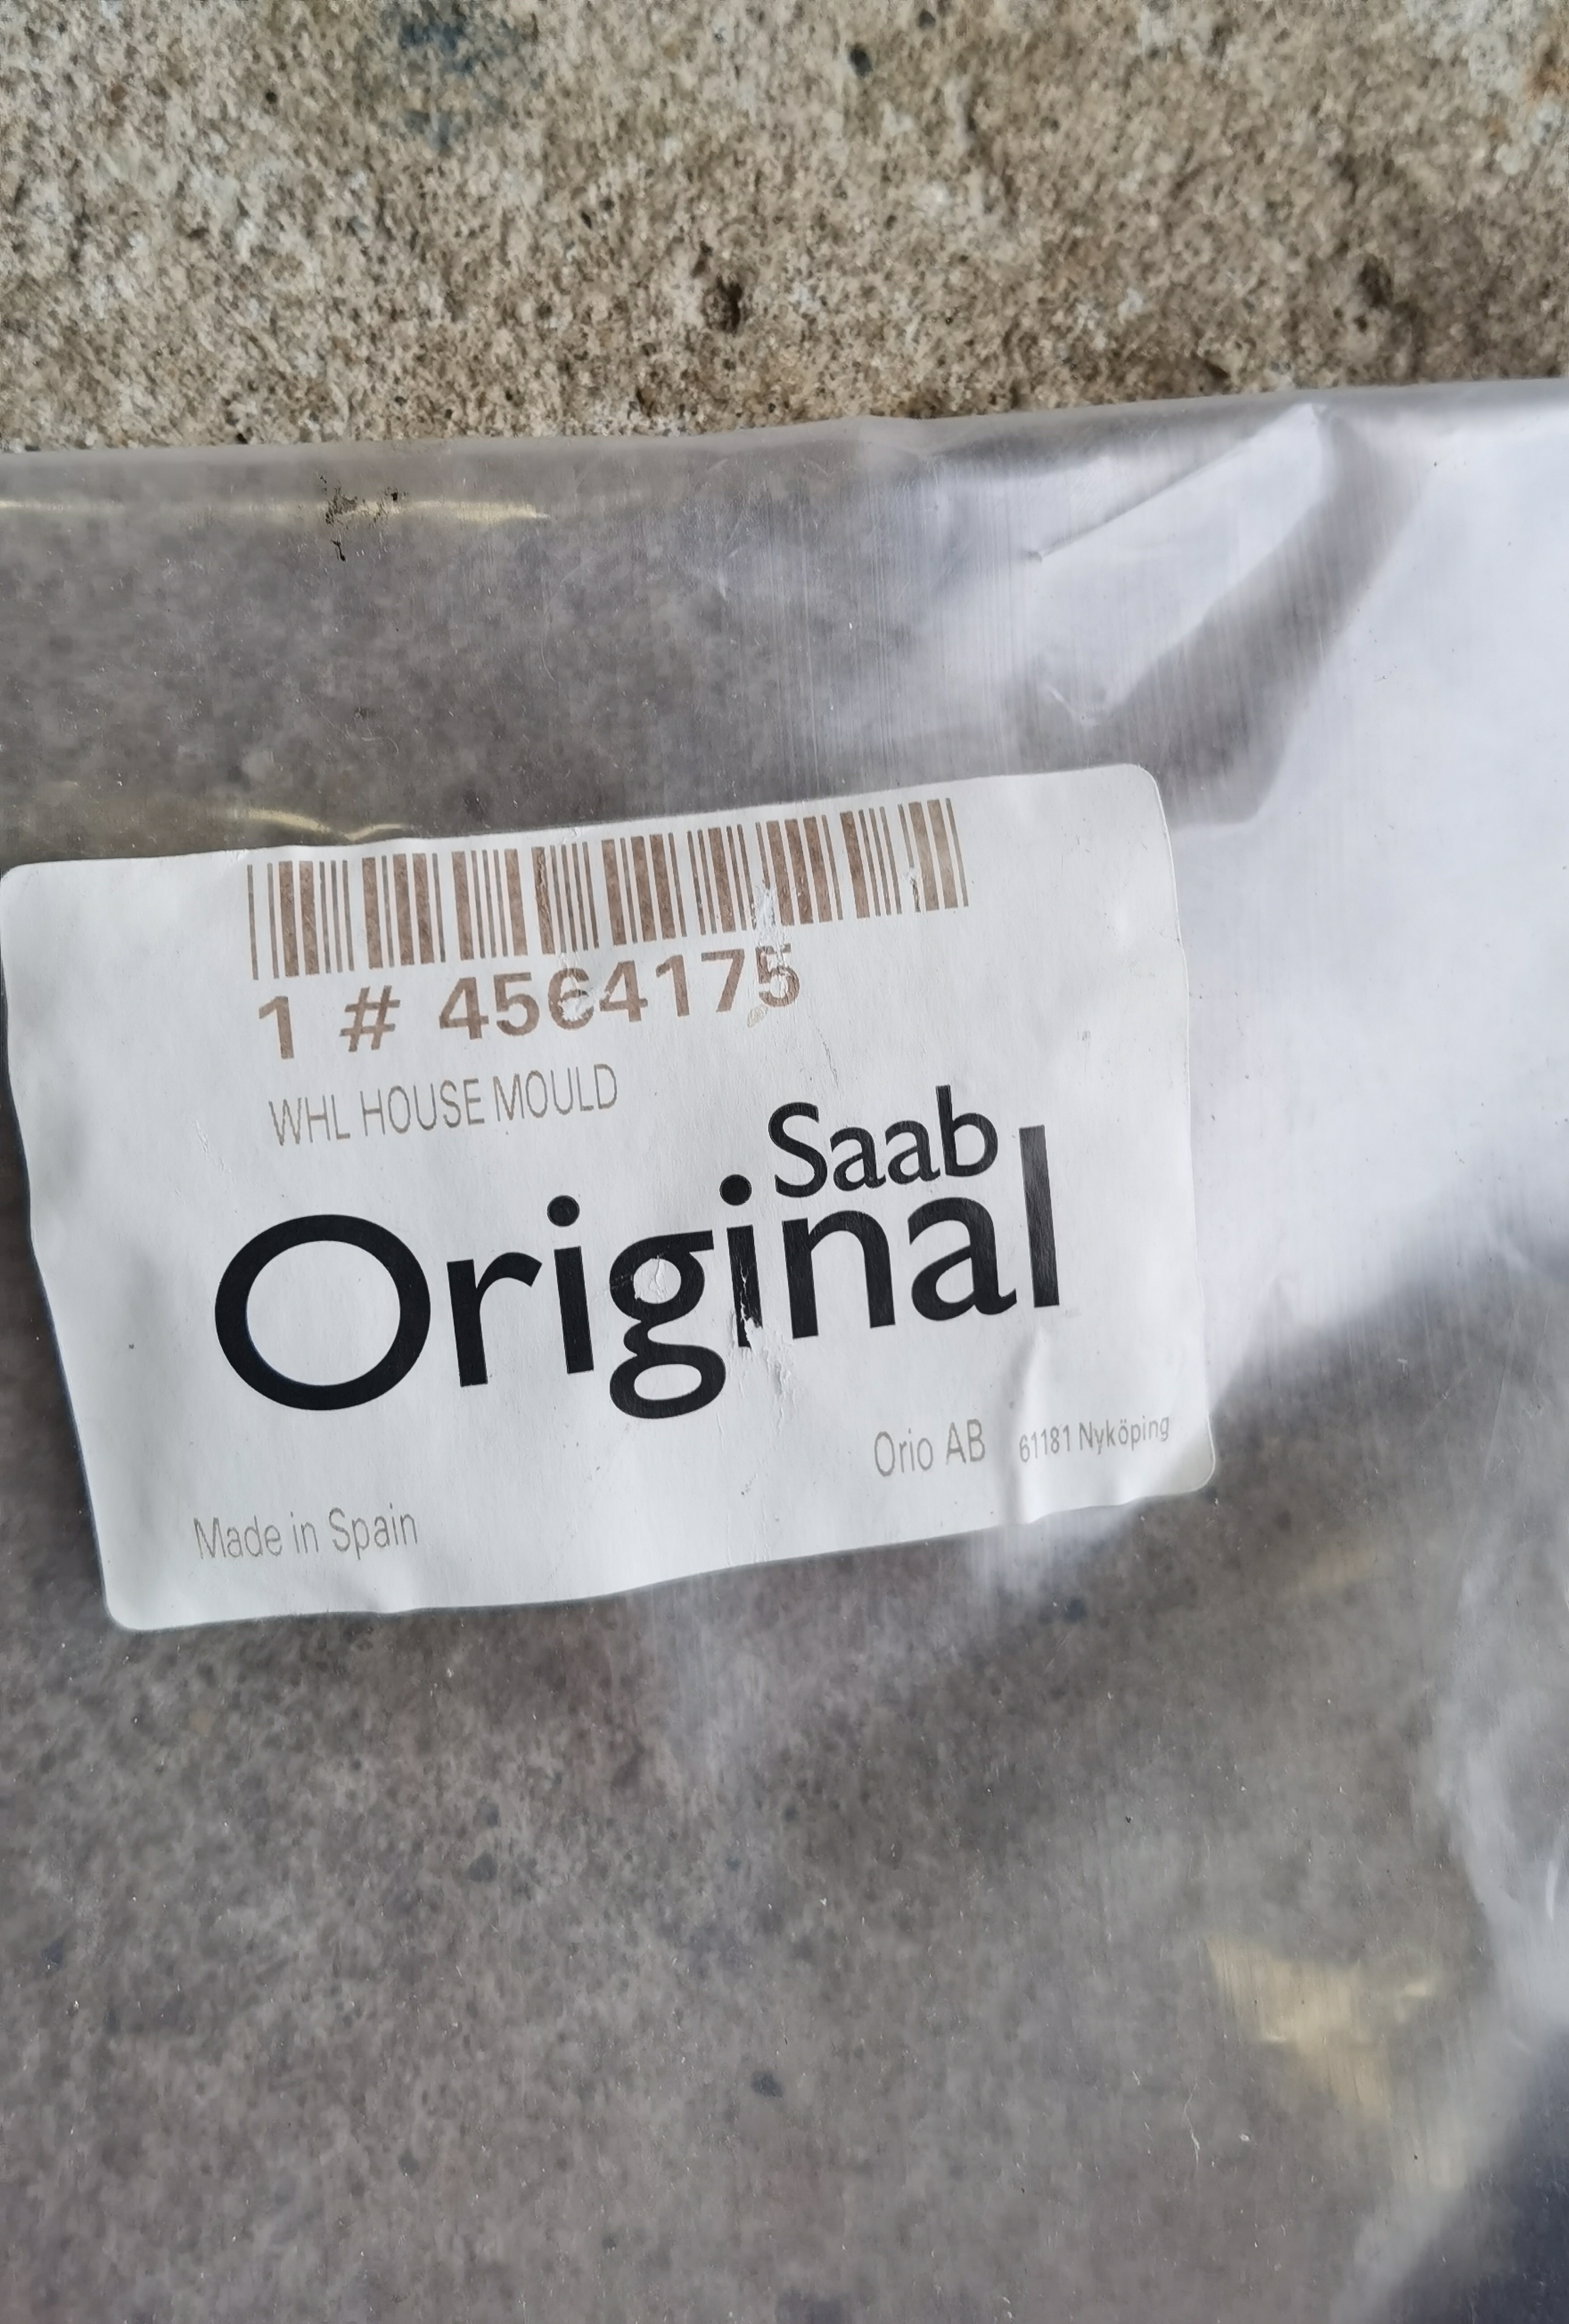 1 # 4564175
WHL HOUSE MOULD
Saab
Original
Orio AB 61181 Nyköping
Made in Spain